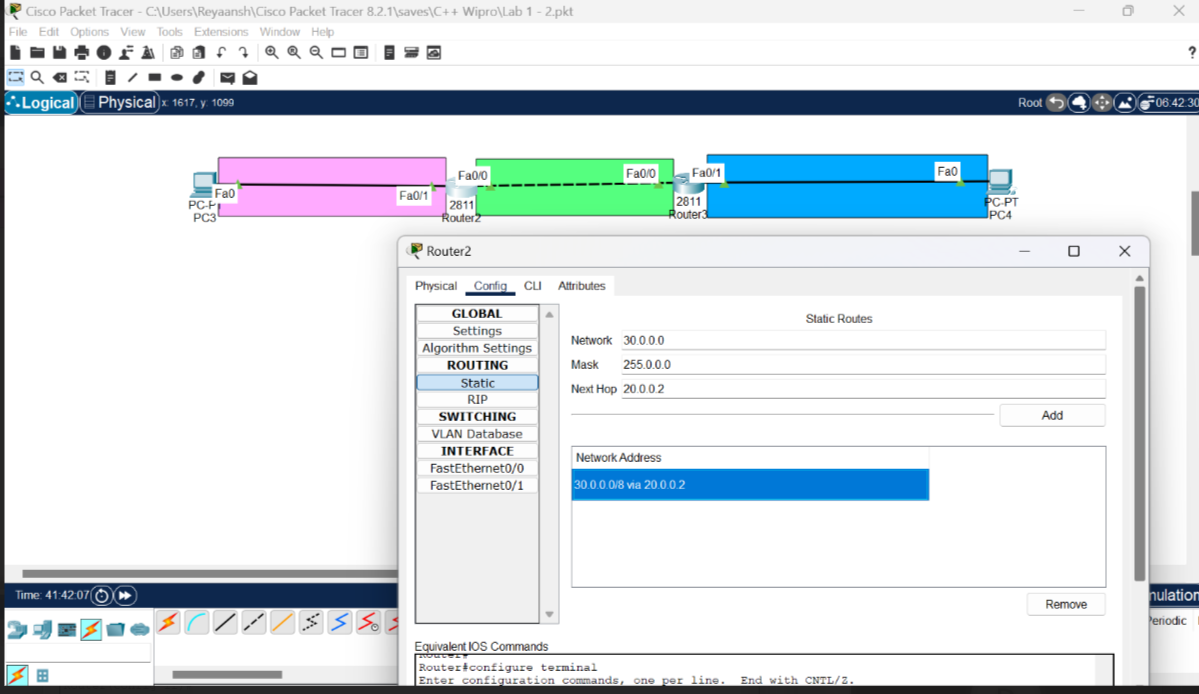 Cisco Packet Tracer - C:\Users\Reyaansh\Cisco Packet Tracer 8.2.1\saves\C++ Wipro\Lab 1 - 2.pkt
File Edit Options View Tools Extensions Window Help
?
Logical Physical x: 1617, y: 1099 Root 06:42:30
Fa0 Fa0/1 Fa0/0 Fa0/0 Fa0/1 Fa0
PC-PT 2811 2811 PC-PT
PC3 Router2 Router3 PC4
Router2
Physical Config CLI Attributes
GLOBAL
Settings
Algorithm Settings
ROUTING
Static
RIP
SWITCHING
VLAN Database
INTERFACE
FastEthernet0/0
FastEthernet0/1
Static Routes
Network 30.0.0.0
Mask 255.0.0.0
Next Hop 20.0.0.2
Add
Network Address
30.0.0.0/8 via 20.0.0.2
Remove
Equivalent IOS Commands
Router#
Router#configure terminal
Enter configuration commands, one per line. End with CNTL/Z.
Time: 41:42:07
mulation
Periodic